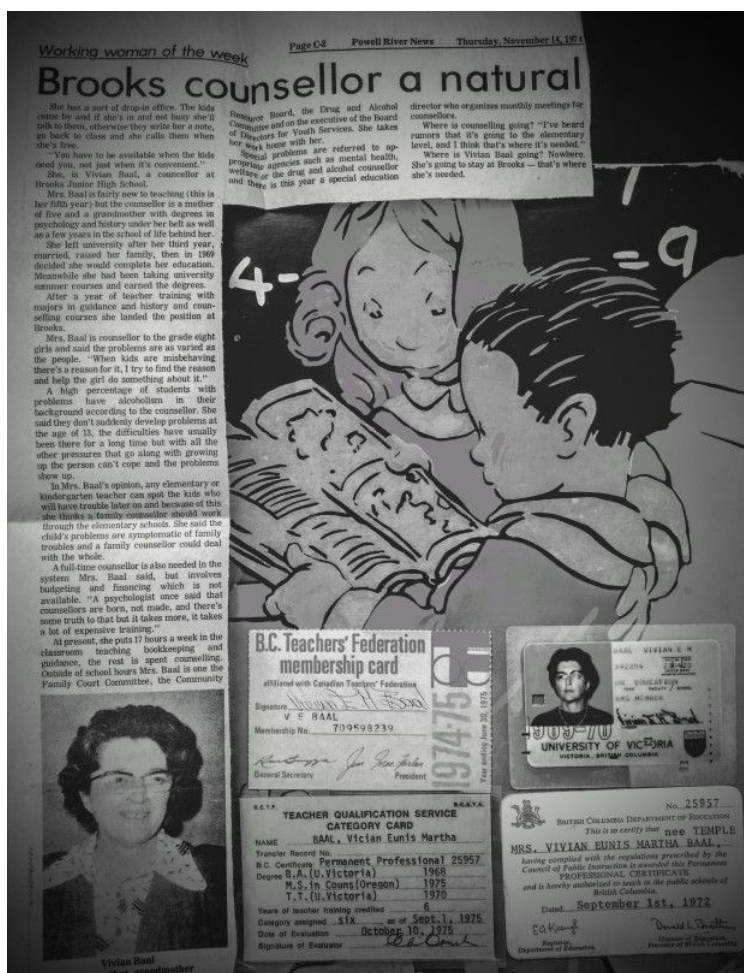 Working woman of the week
Page C-2 Powell River News Thursday, November 14, 1974
Brooks counsellor a natural
She has a sort of drop-in office. The kids
come by and if she's in and not busy she'll
talk to them, otherwise they write her a note,
go back to class and she calls them when
she's free.
"You have to be available when the kids
need you, not just when it's convenient."
She, is Vivian Baal, a councellor at
Brooks Junior High School.
Mrs. Baal is fairly new to teaching (this is
her fifth year) but the counsellor is a mother
of five and a grandmother with degrees in
psychology and history under her belt as well
as a few years in the school of life behind her.
She left university after her third year,
married, raised her family, then in 1969
decided she would complete her education.
Meanwhile she had been taking university
summer courses and earned the degrees.
After a year of teacher training with
majors in guidance and history and coun-
selling courses she landed the position at
Brooks.
Mrs. Baal is counsellor to the grade eight
girls and said the problems are as varied as
the people. "When kids are misbehaving
there's a reason for it, I try to find the reason
and help the girl do something about it."
A high percentage of students with
problems have alcoholism in their
background according to the counsellor. She
said they don't suddenly develop problems at
the age of 13, the difficulties have usually
been there for a long time but with all the
other pressures that go along with growing
up the person can't cope and the problems
show up.
In Mrs. Baal's opinion, any elementary or
kindergarten teacher can spot the kids who
will have trouble later on and because of this
she thinks a family counsellor should work
through the elementary schools. She said the
child's problems are symptomatic of family
troubles and a family counsellor could deal
with the whole.
A full-time counsellor is also needed in the
system Mrs. Baal said, but involves
budgeting and financing which is not
available. "A psychologist once said that
counsellors are born, not made, and there's
some truth to that but it takes more, it takes
a lot of expensive training."
At present, she puts 17 hours a week in the
classroom teaching bookkeeping and
guidance, the rest is spent counselling.
Outside of school hours Mrs. Baal is one the
Family Court Committee, the Community
Resource Board, the Drug and Alcohol
Committee and on the executive of the Board
of Directors for Youth Services. She takes
her work home with her.
Special problems are referred to ap-
propriate agencies such as mental health,
welfare or the drug and alcohol counsellor
and there is this year a special education
director who organizes monthly meetings for
counsellors.
Where is counselling going? "I've heard
rumors that it's going to the elementary
level, and I think that's where it's needed."
Where is Vivian Baal going? Nowhere.
She's going to stay at Brooks — that's where
she's needed.
4- = 9
Vivian Baal
grandmother
B.C. Teachers' Federation
membership card
affiliated with Canadian Teachers' Federation
Signature Vivian E M Baal
V E BAAL
Membership No. 709598239
General Secretary President
1974-75
Year ending June 30, 1975
BAAL VIVIAN E M
EDUCATION
YEAR FACULTY / SCHOOL
Vivian E M Baal
1969-70
UNIVERSITY OF VICTORIA
VICTORIA, BRITISH COLUMBIA
B.C.T.F. B.C.S.T.A.
TEACHER QUALIFICATION SERVICE
CATEGORY CARD
NAME BAAL, Vician Eunis Martha
Transfer Record No.
B.C. Certificate Permanent Professional 25957
Degree B.A.(U.Victoria) 1968
M.S.in Couns(Oregon) 1975
T.T.(U.Victoria) 1970
Years of teacher training credited 6
Category assigned six as of Sept.1, 1975
Date of Evaluation October 10, 1975
Signature of Evaluator
No. 25957
BRITISH COLUMBIA DEPARTMENT OF EDUCATION
This is to certify that nee TEMPLE
MRS. VIVIAN EUNIS MARTHA BAAL,
having complied with the regulations prescribed by the
Council of Public Instruction is awarded this Permanent
PROFESSIONAL CERTIFICATE
and is hereby authorized to teach in the public schools of
British Columbia.
Dated September 1st, 1972
Registrar, Minister of Education,
Department of Education. Province of British Columbia